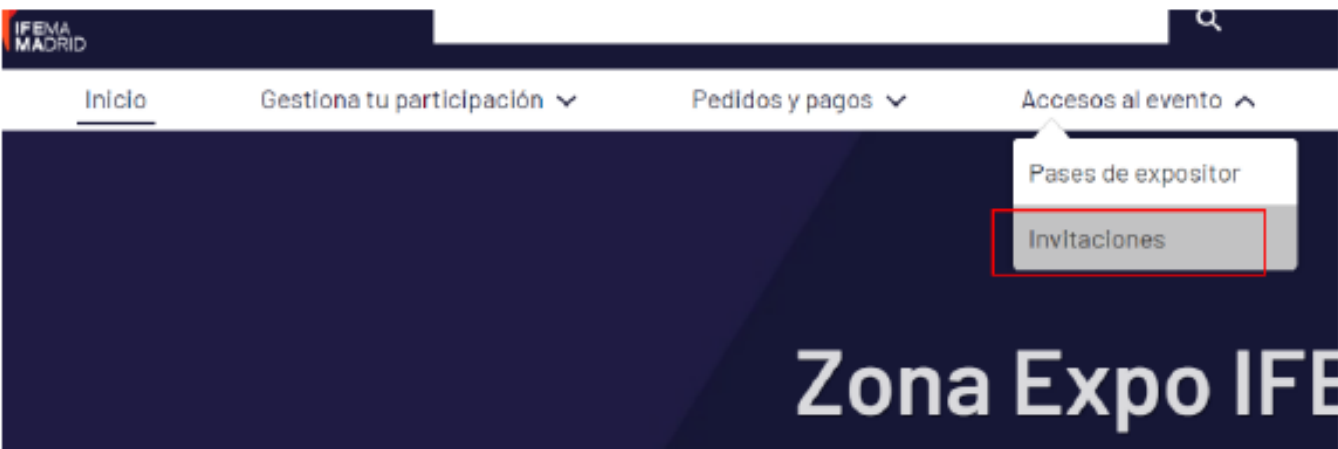 IFEMA
MADRID
Inicio Gestiona tu participación Pedidos y pagos Accesos al evento
Pases de expositor
Invitaciones
Zona Expo IFE